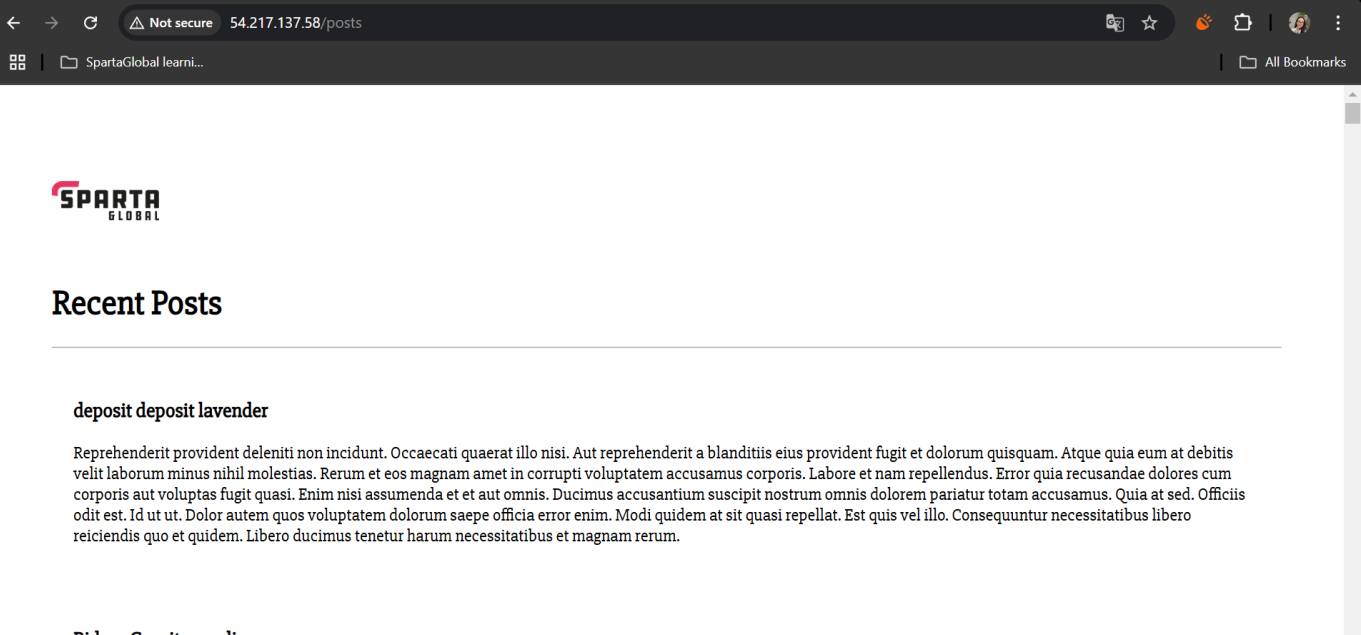 Not secure 54.217.137.58/posts
SpartaGlobal learni... All Bookmarks
SPARTA
GLOBAL
Recent Posts
deposit deposit lavender
Reprehenderit provident deleniti non incidunt. Occaecati quaerat illo nisi. Aut reprehenderit a blanditiis eius provident fugit et dolorum quisquam. Atque quia eum at debitis
velit laborum minus nihil molestias. Rerum et eos magnam amet in corrupti voluptatem accusamus corporis. Labore et nam repellendus. Error quia recusandae dolores cum
corporis aut voluptas fugit quasi. Enim nisi assumenda et et aut omnis. Ducimus accusantium suscipit nostrum omnis dolorem pariatur totam accusamus. Quia at sed. Officiis
odit est. Id ut ut. Dolor autem quos voluptatem dolorum saepe officia error enim. Modi quidem at sit quasi repellat. Est quis vel illo. Consequuntur necessitatibus libero
reiciendis quo et quidem. Libero ducimus tenetur harum necessitatibus et magnam rerum.